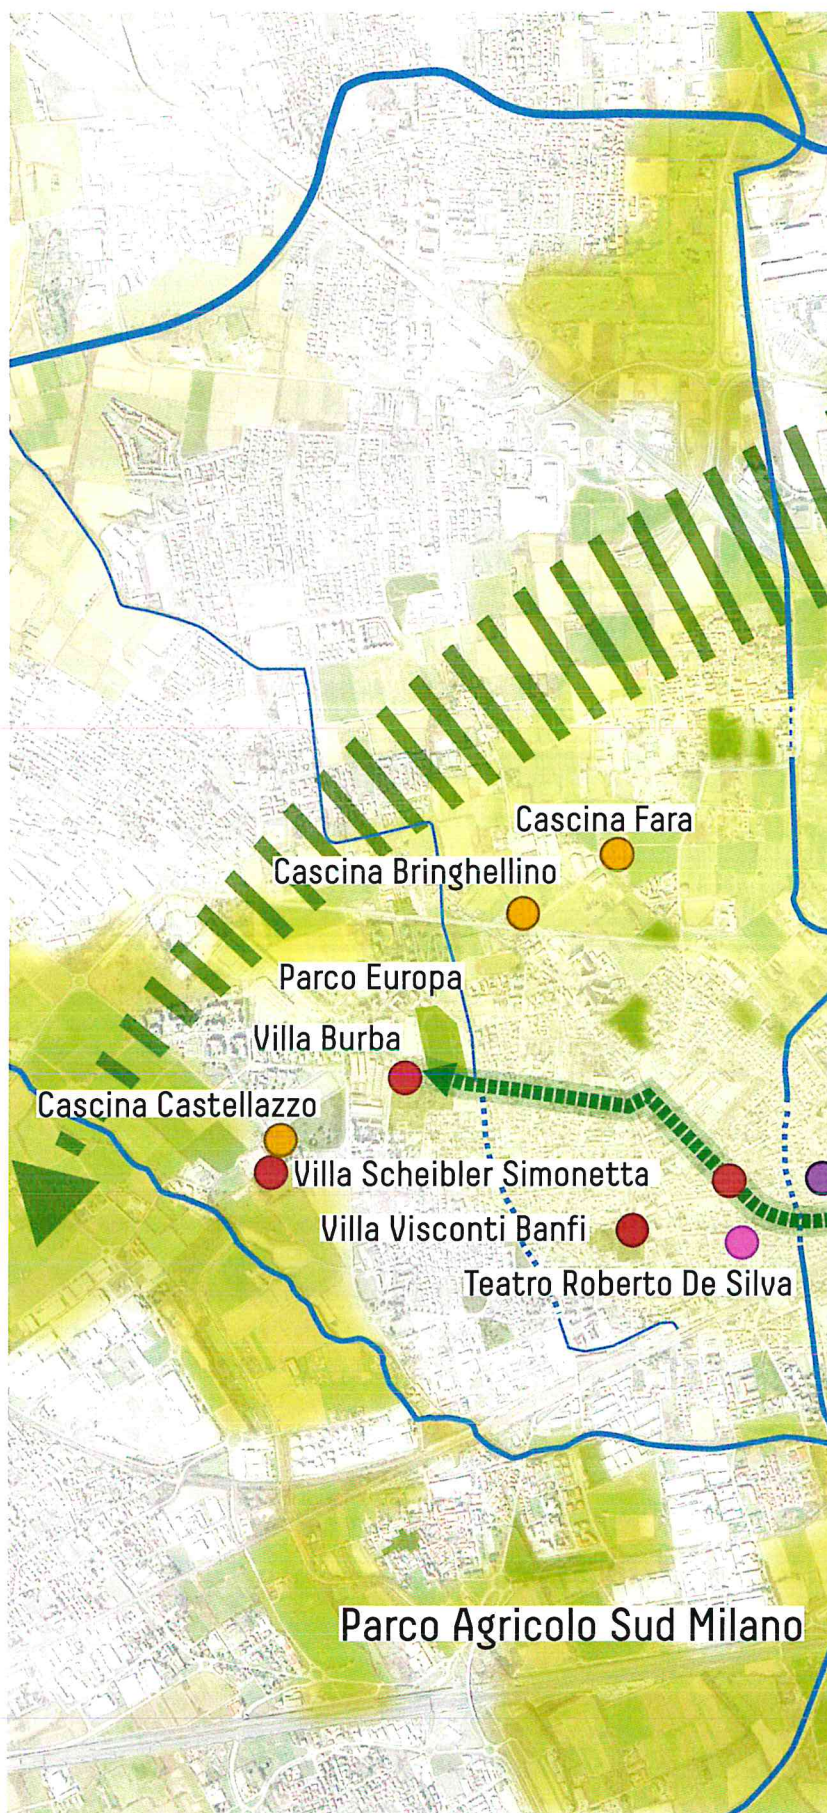 Cascina Fara
Cascina Bringhellino
Parco Europa
Villa Burba
Cascina Castellazzo
Villa Scheibler Simonetta
Villa Visconti Banfi
Teatro Roberto De Silva
Parco Agricolo Sud Milano